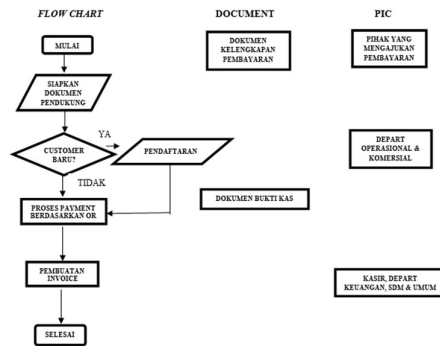 FLOW CHART
DOCUMENT
PIC
MULAI
DOKUMEN
KELENGKAPAN
PEMBAYARAN
PIHAK YANG
MENGAJUKAN
PEMBAYARAN
SIAPKAN
DOKUMEN
PENDUKUNG
YA
CUSTOMER
BARU?
PENDAFTARAN
DEPART
OPERASIONAL &
KOMERSIAL
TIDAK
PROSES PAYMENT
BERDASARKAN OR
DOKUMEN BUKTI KAS
PEMBUATAN
INVOICE
KASIR, DEPART
KEUANGAN, SDM & UMUM
SELESAI